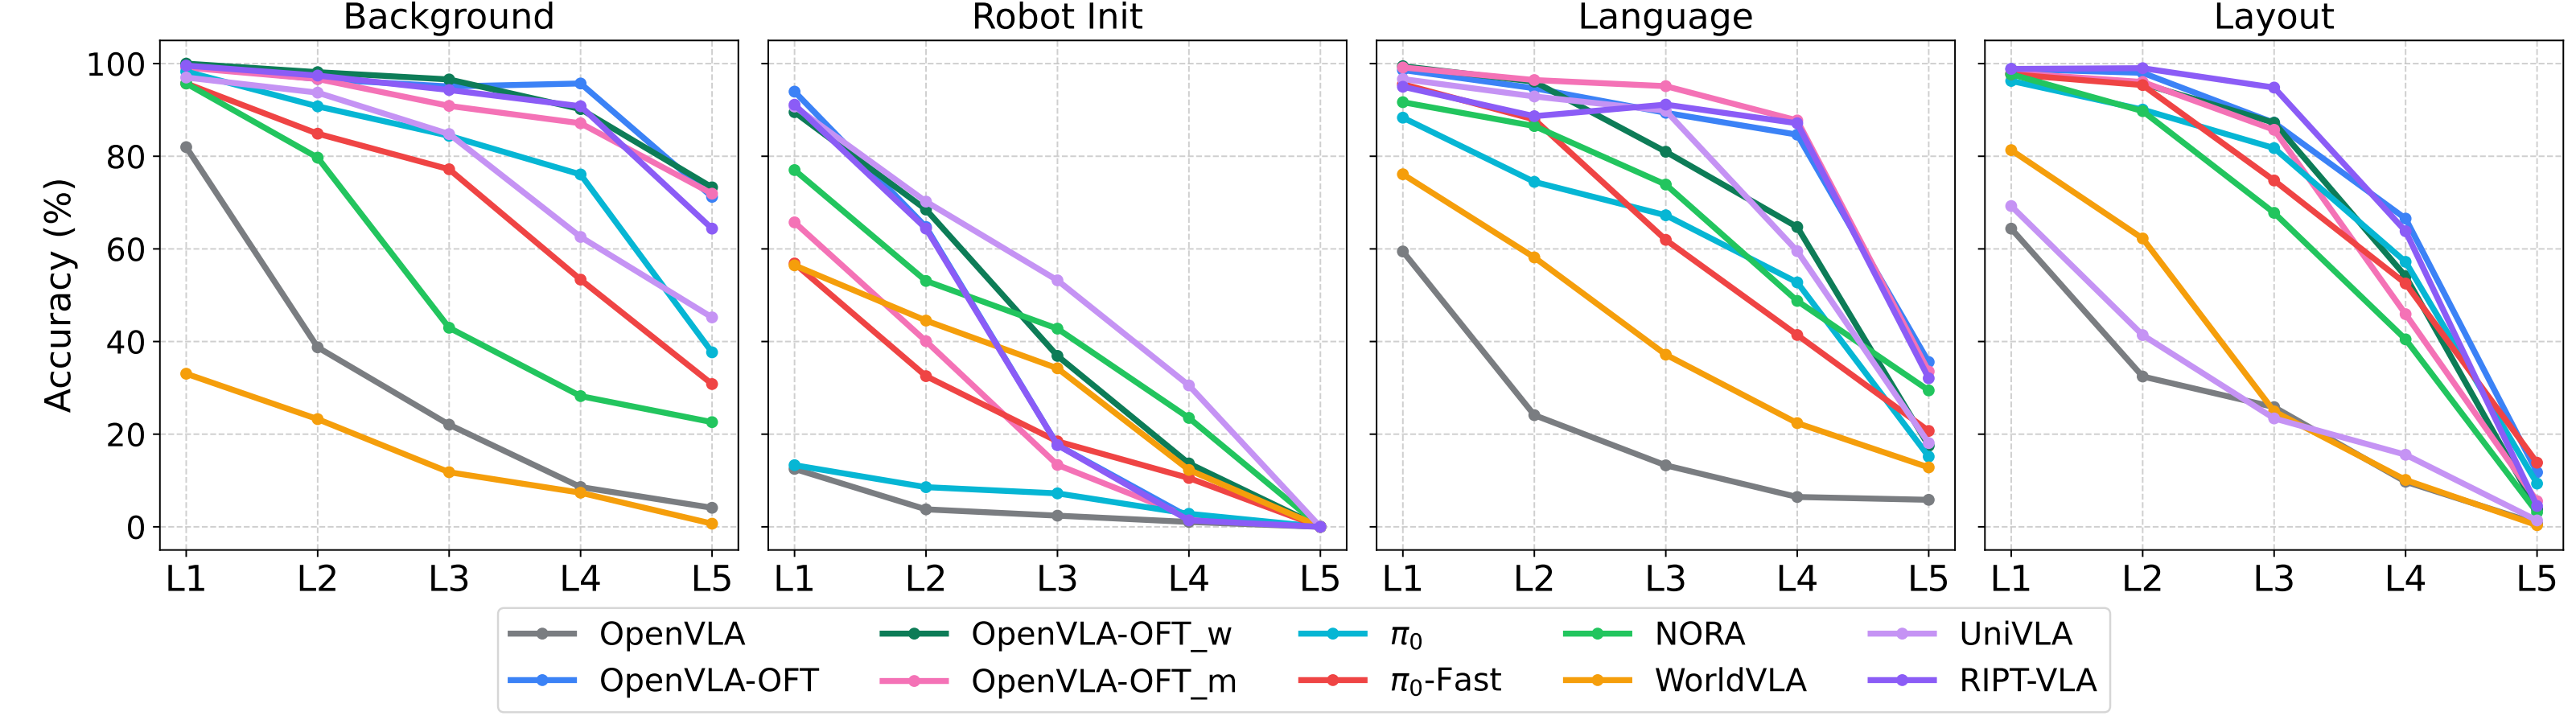 Background Robot Init Language Layout
Accuracy (%)
100
80
60
40
20
0
L1 L2 L3 L4 L5 L1 L2 L3 L4 L5 L1 L2 L3 L4 L5 L1 L2 L3 L4 L5
OpenVLA OpenVLA-OFT_w π₀ NORA UniVLA
OpenVLA-OFT OpenVLA-OFT_m π₀-Fast WorldVLA RIPT-VLA